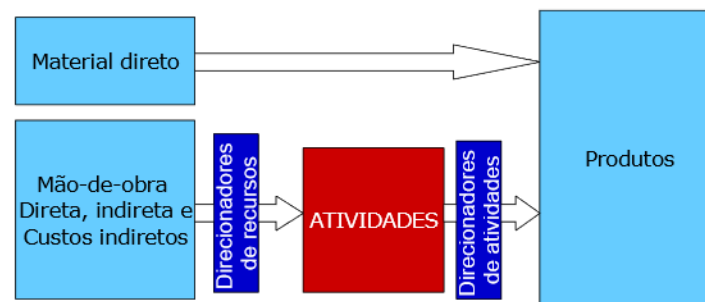 Material direto
Mão-de-obra
Direta, indireta e
Custos indiretos
Direcionadores
de recursos
ATIVIDADES
Direcionadores
de atividades
Produtos